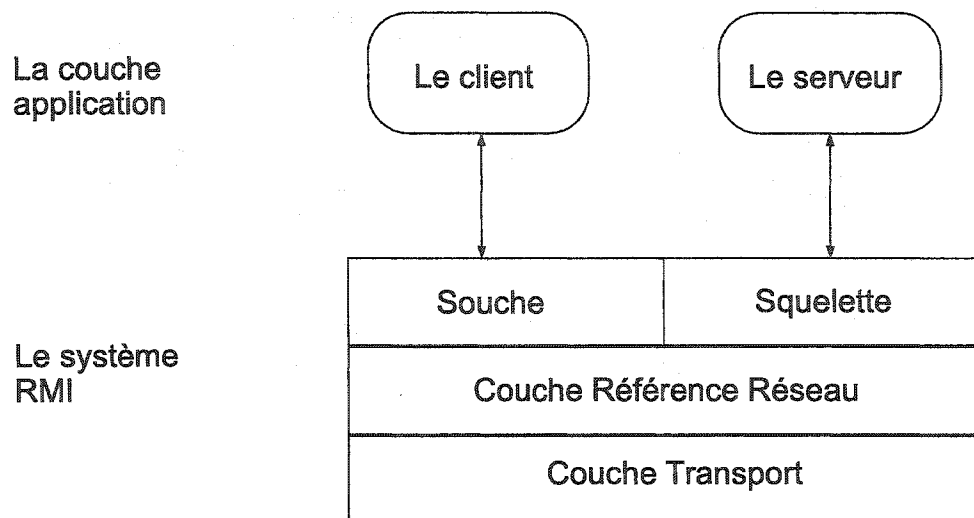 La couche
application
Le client
Le serveur
Souche
Squelette
Le système
RMI
Couche Référence Réseau
Couche Transport